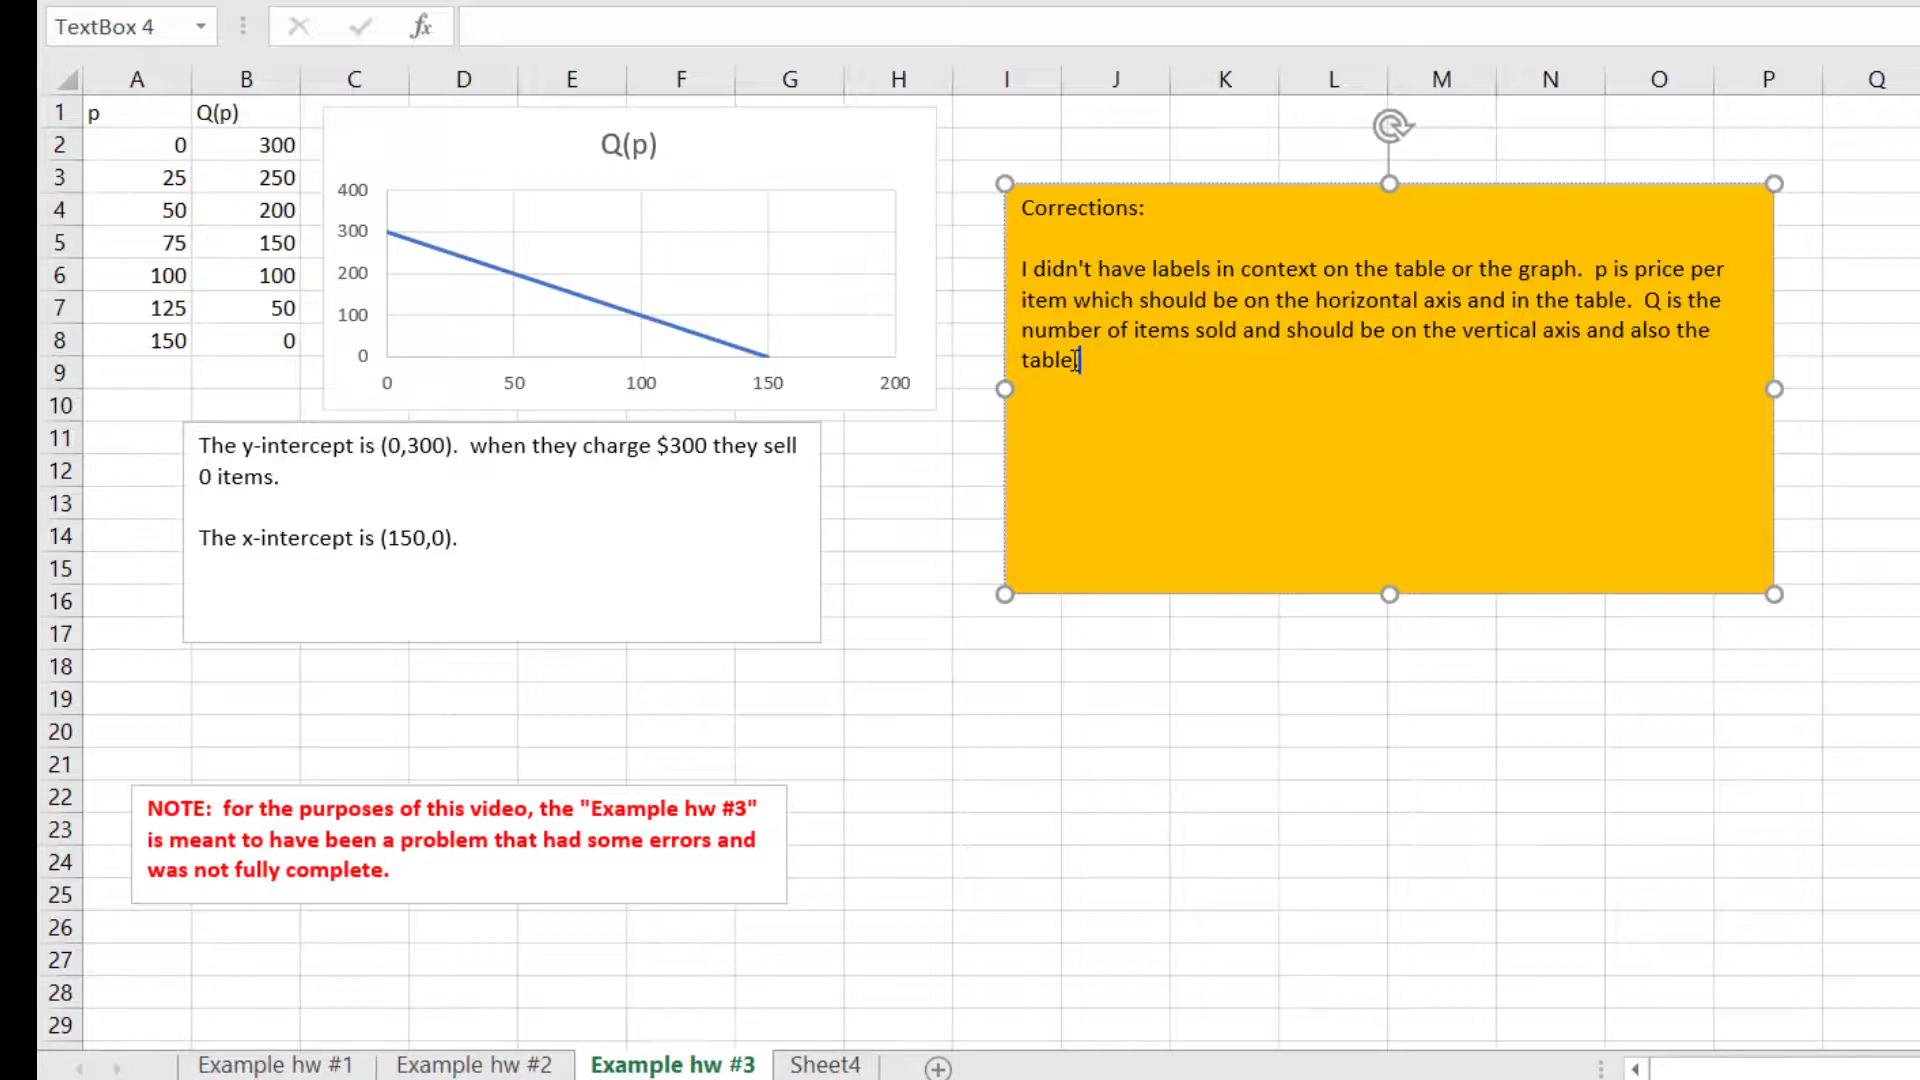 TextBox 4
fx
A B C D E F G H I J K L M N O P Q
1 p Q(p)
2 0 300
3 25 250
4 50 200
5 75 150
6 100 100
7 125 50
8 150 0
9
10
11
12
13
14
15
16
17
18
19
20
21
22
23
24
25
26
27
28
29
Q(p)
400
300
200
100
0
0 50 100 150 200
Corrections:
I didn't have labels in context on the table or the graph.  p is price per
item which should be on the horizontal axis and in the table.  Q is the
number of items sold and should be on the vertical axis and also the
table.
The y-intercept is (0,300).  when they charge $300 they sell
0 items.
The x-intercept is (150,0).
NOTE:  for the purposes of this video, the "Example hw #3"
is meant to have been a problem that had some errors and
was not fully complete.
Example hw #1 Example hw #2 Example hw #3 Sheet4